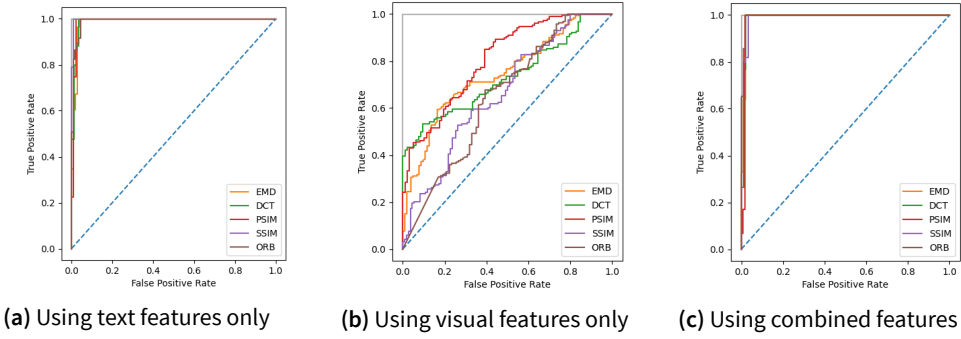 1.0
0.8
0.6
0.4
0.2
0.0
True Positive Rate
0.0 0.2 0.4 0.6 0.8 1.0
False Positive Rate
EMD
DCT
PSIM
SSIM
ORB
(a) Using text features only
1.0
0.8
0.6
0.4
0.2
0.0
True Positive Rate
0.0 0.2 0.4 0.6 0.8 1.0
False Positive Rate
EMD
DCT
PSIM
SSIM
ORB
(b) Using visual features only
1.0
0.8
0.6
0.4
0.2
0.0
True Positive Rate
0.0 0.2 0.4 0.6 0.8 1.0
False Positive Rate
EMD
DCT
PSIM
SSIM
ORB
(c) Using combined features